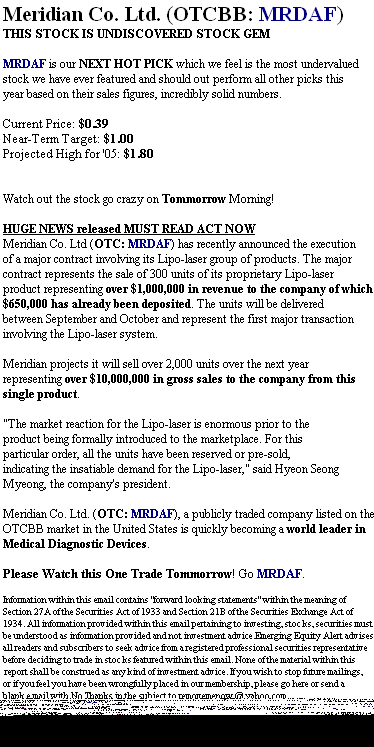 Meridian Co. Ltd. (OTCBB: MRDAF)
THIS STOCK IS UNDISCOVERED STOCK GEM
MRDAF is our NEXT HOT PICK which we feel is the most undervalued
stock we have ever featured and should out perform all other picks this
year based on their sales figures, incredibly solid numbers.
Current Price: $0.39
Near-Term Target: $1.00
Projected High for '05: $1.80
Watch out the stock go crazy on Tommorrow Morning!
HUGE NEWS released MUST READ ACT NOW
Meridian Co. Ltd (OTC: MRDAF) has recently announced the execution
of a major contract involving its Lipo-laser group of products. The major
contract represents the sale of 300 units of its proprietary Lipo-laser
product representing over $1,000,000 in revenue to the company of which
$650,000 has already been deposited. The units will be delivered
between September and October and represent the first major transaction
involving the Lipo-laser system.
Meridian projects it will sell over 2,000 units over the next year
representing over $10,000,000 in gross sales to the company from this
single product.
"The market reaction for the Lipo-laser is enormous prior to the
product being formally introduced to the marketplace. For this
particular order, all the units have been reserved or pre-sold,
indicating the insatiable demand for the Lipo-laser," said Hyeon Seong
Myeong, the company's president.
Meridian Co. Ltd. (OTC: MRDAF), a publicly traded company listed on the
OTCBB market in the United States is quickly becoming a world leader in
Medical Diagnostic Devices.
Please Watch this One Trade Tommorrow! Go MRDAF.
Information within this email contains "forward looking statements" within the meaning of
Section 27A of the Securities Act of 1933 and Section 21B of the Securities Exchange Act of
1934. All information provided within this email pertaining to investing, stocks, securities must
be understood as information provided and not investment advice. Emerging Equity Alert advises
all readers and subscribers to seek advice from a registered professional securities representative
before deciding to trade in stocks featured within this email. None of the material within this
report shall be construed as any kind of investment advice. If you wish to stop future mailings,
or if you feel you have been wrongfully placed in our membership, please go here or send a
blank e mail with No Thanks in the subject to